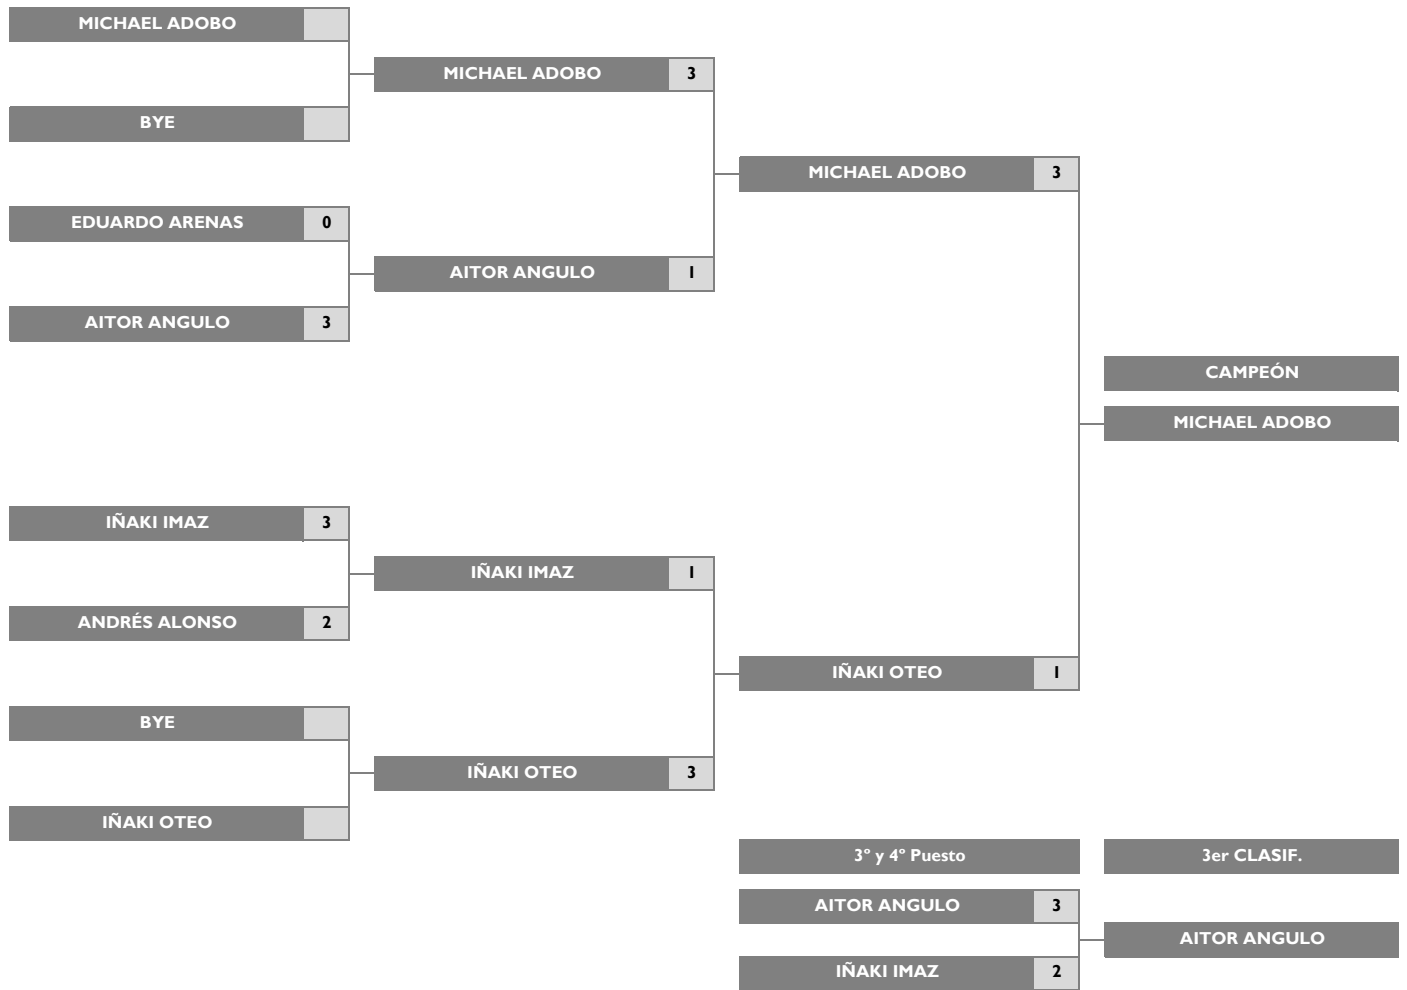 MICHAEL ADOBO
BYE
EDUARDO ARENAS 0
AITOR ANGULO 3
IÑAKI IMAZ 3
ANDRÉS ALONSO 2
BYE
IÑAKI OTEO
MICHAEL ADOBO 3
AITOR ANGULO 1
IÑAKI IMAZ 1
IÑAKI OTEO 3
MICHAEL ADOBO 3
IÑAKI OTEO 1
CAMPEÓN
MICHAEL ADOBO
3º y 4º Puesto
AITOR ANGULO 3
IÑAKI IMAZ 2
3er CLASIF.
AITOR ANGULO